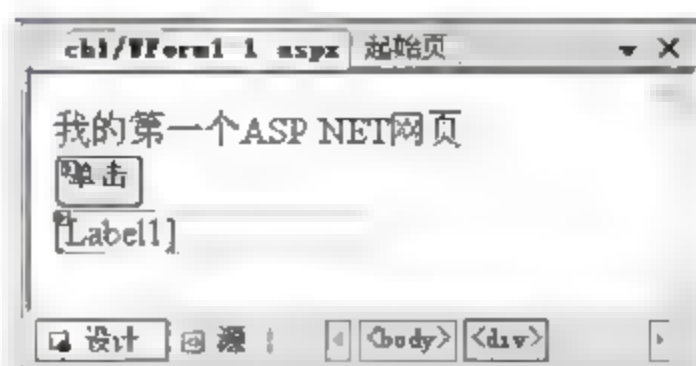 ch1/WForm1 1 aspx 起始页
我的第一个ASP NET网页
单击
[Label1]
设计 源 <body> <div>